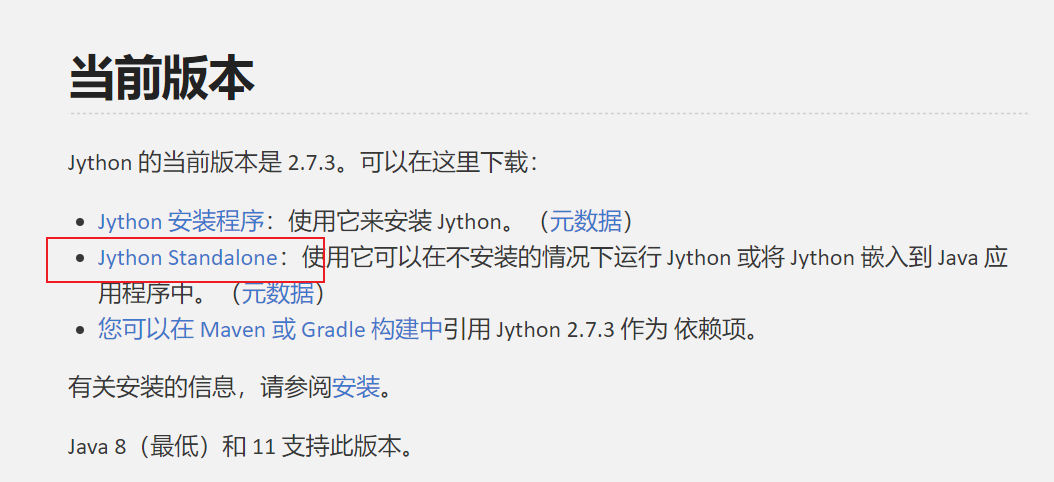 当前版本
Jython 的当前版本是 2.7.3。可以在这里下载：
Jython 安装程序：使用它来安装 Jython。（元数据）
Jython Standalone：使用它可以在不安装的情况下运行 Jython 或将 Jython 嵌入到 Java 应
用程序中。（元数据）
您可以在 Maven 或 Gradle 构建中引用 Jython 2.7.3 作为 依赖项。
有关安装的信息，请参阅安装。
Java 8（最低）和 11 支持此版本。